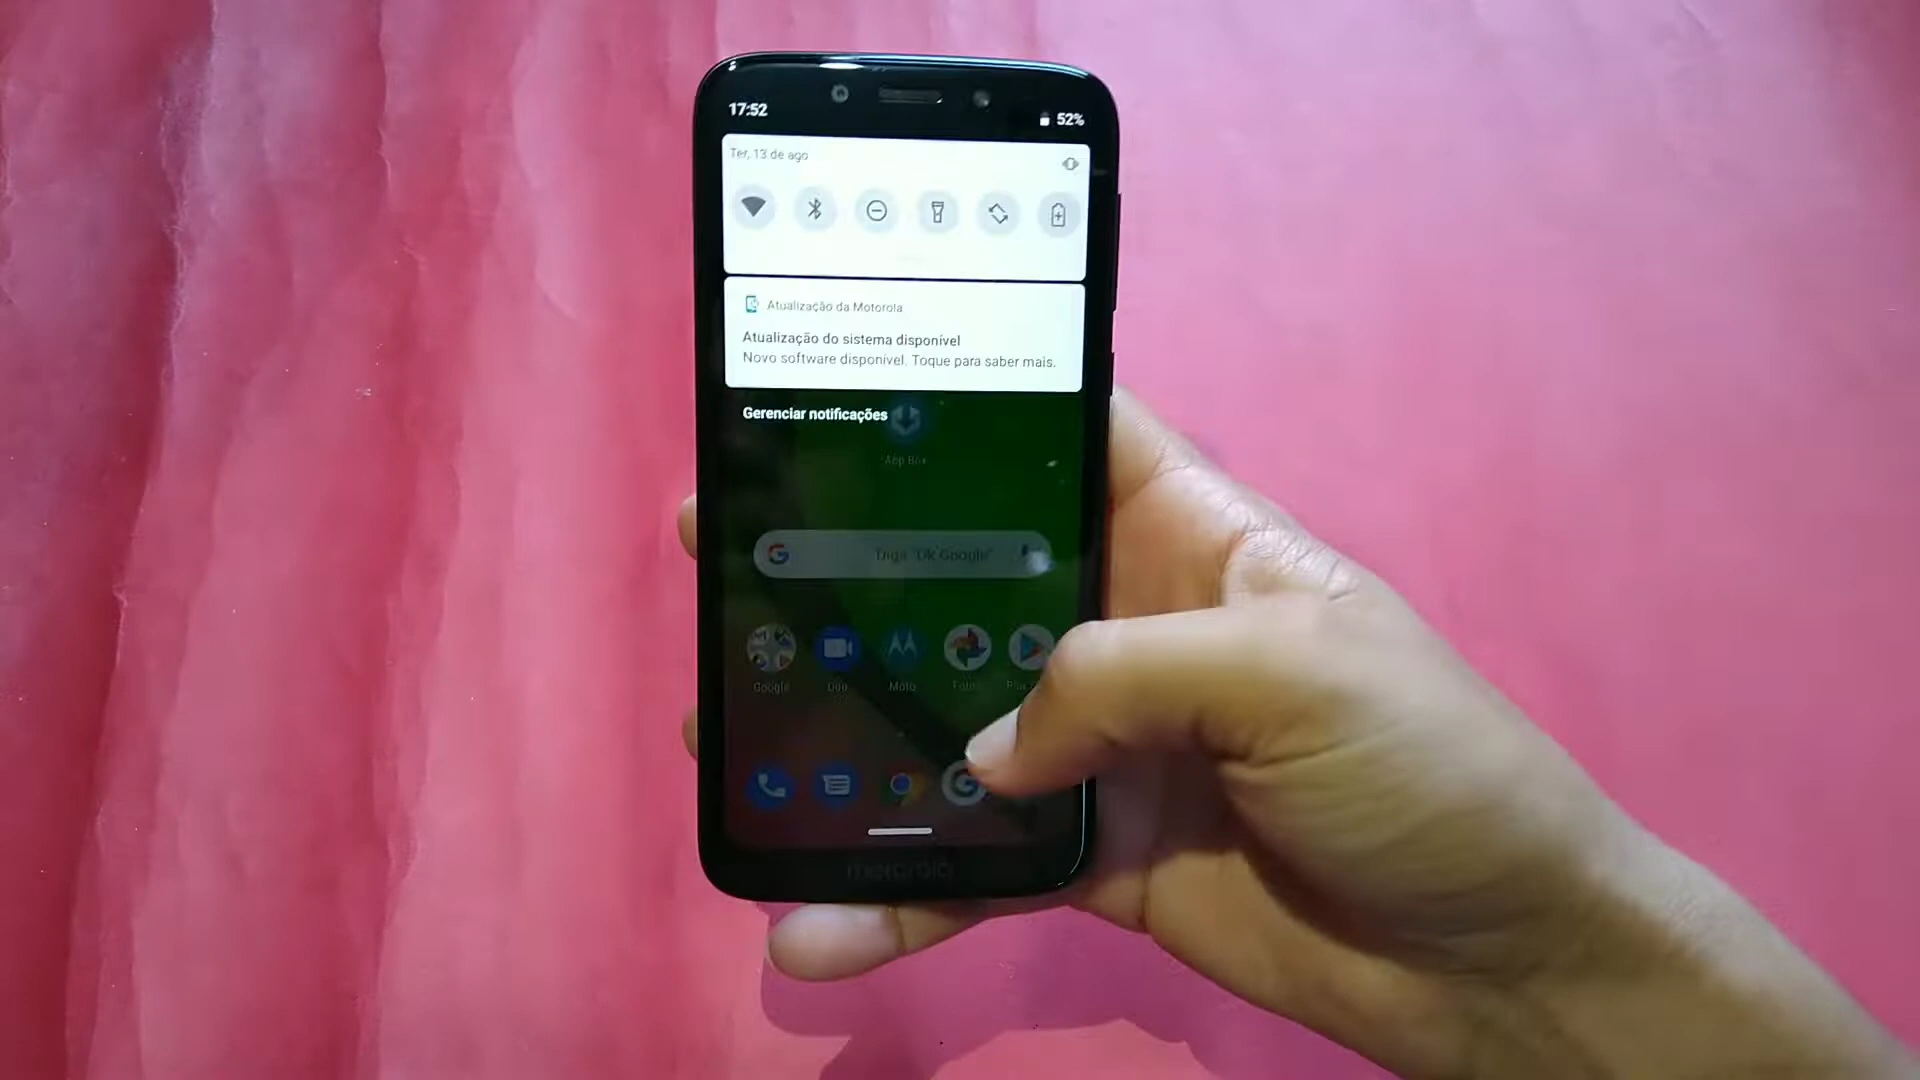 17:52
52%
Ter, 13 de ago
Atualização da Motorola
Atualização do sistema disponível
Novo software disponível. Toque para saber mais.
Gerenciar notificações
App Box
Diga "Ok Google"
Google
Duo
Moto
Fotos
motorola